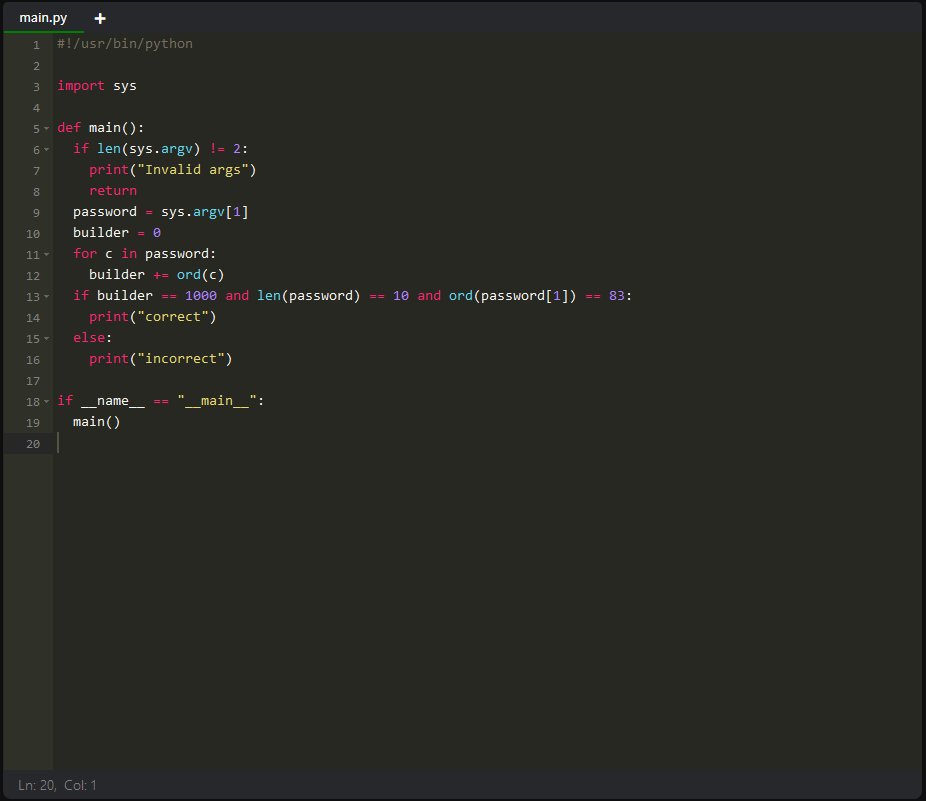 main.py +
1 #!/usr/bin/python
2
3 import sys
4
5 def main():
6   if len(sys.argv) != 2:
7     print("Invalid args")
8     return
9   password = sys.argv[1]
10   builder = 0
11   for c in password:
12     builder += ord(c)
13   if builder == 1000 and len(password) == 10 and ord(password[1]) == 83:
14     print("correct")
15   else:
16     print("incorrect")
17
18 if __name__ == "__main__":
19   main()
20
Ln: 20, Col: 1